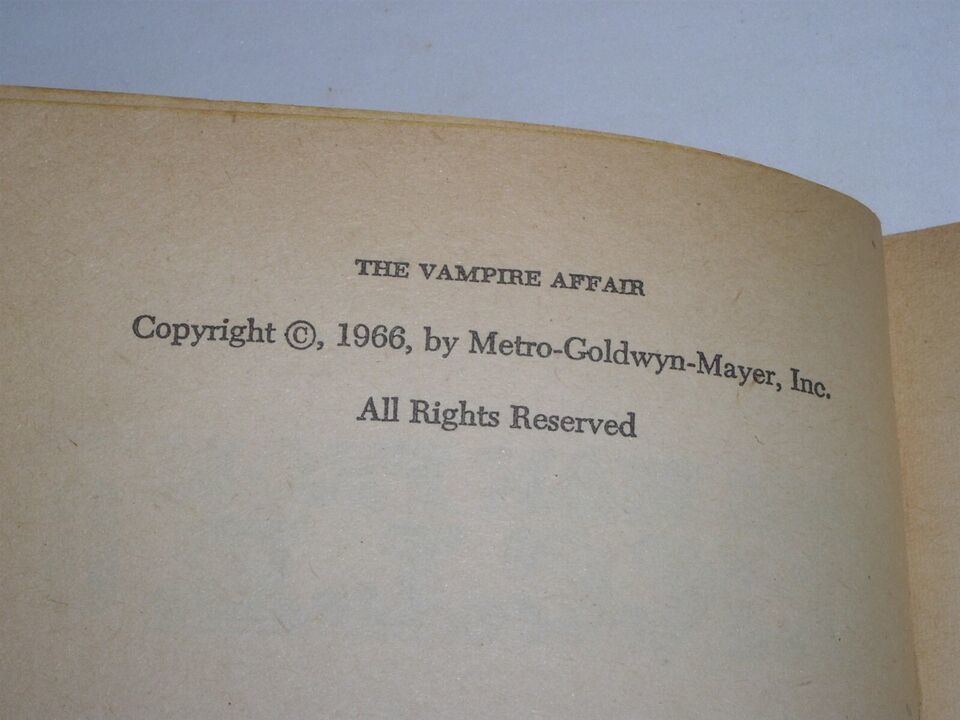 THE VAMPIRE AFFAIR
Copyright ©, 1966, by Metro-Goldwyn-Mayer, Inc.
All Rights Reserved